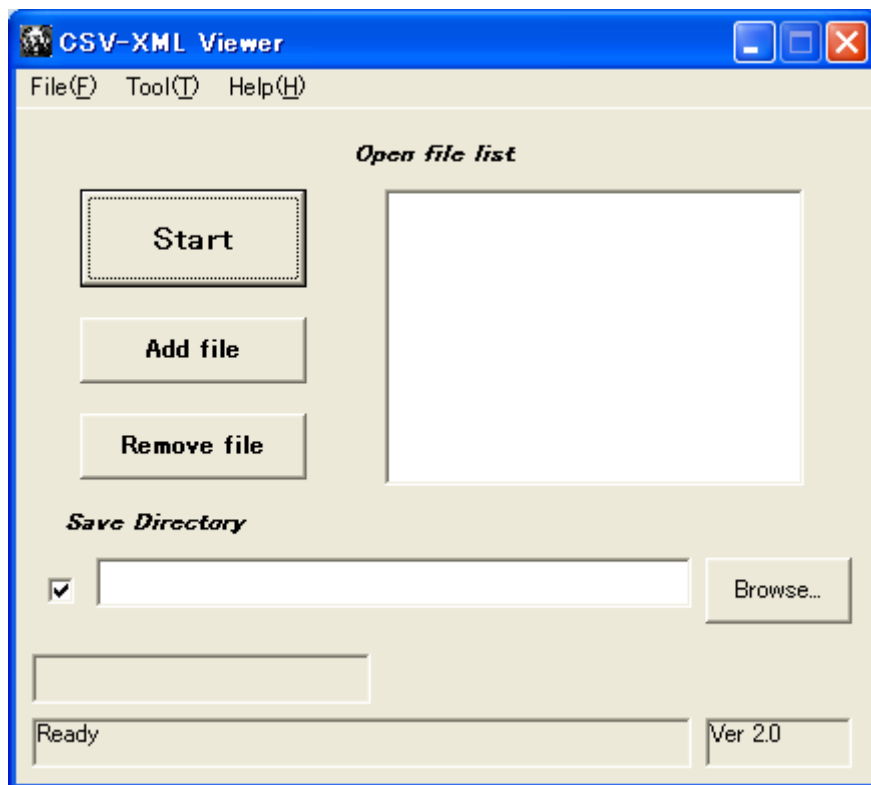 CSV-XML Viewer
File(F) Tool(T) Help(H)
Open file list
Start
Add file
Remove file
Save Directory
Browse...
Ready
Ver 2.0